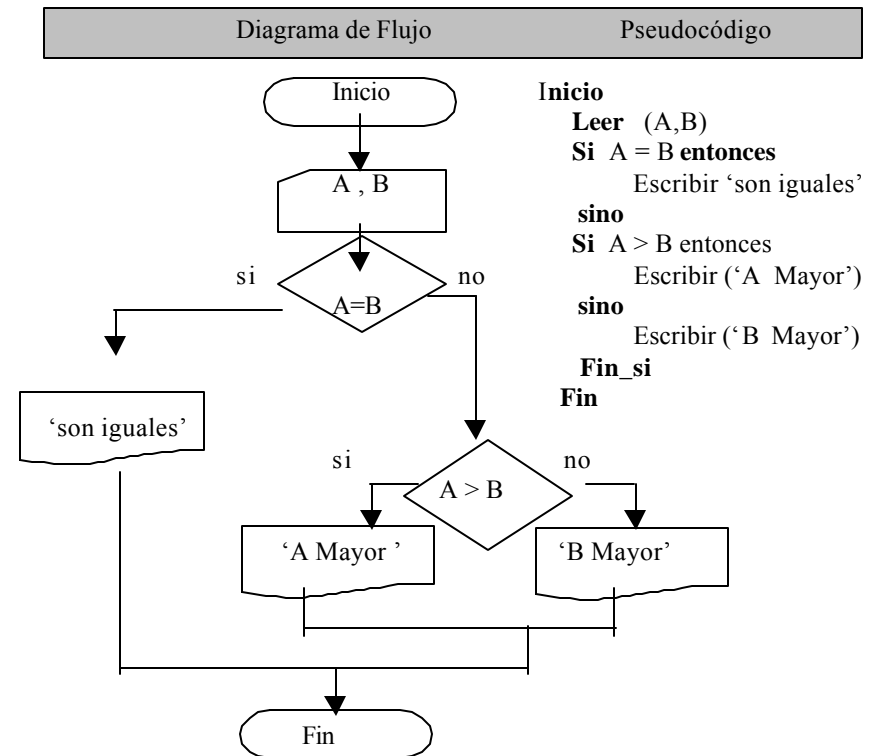 Diagrama de Flujo Pseudocódigo
Inicio
A , B
si no
A=B
‘son iguales’
si no
A > B
‘A Mayor ’ ‘B Mayor’
Fin
Inicio
Leer (A,B)
Si A = B entonces
Escribir ‘son iguales’
sino
Si A > B entonces
Escribir (‘A Mayor’)
sino
Escribir (‘B Mayor’)
Fin_si
Fin